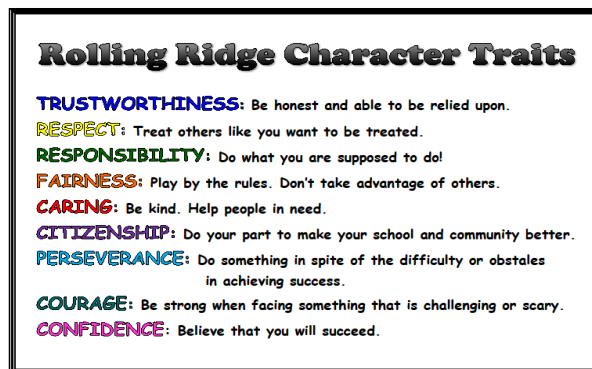 Rolling Ridge Character Traits
TRUSTWORTHINESS: Be honest and able to be relied upon.
RESPECT: Treat others like you want to be treated.
RESPONSIBILITY: Do what you are supposed to do!
FAIRNESS: Play by the rules. Don't take advantage of others.
CARING: Be kind. Help people in need.
CITIZENSHIP: Do your part to make your school and community better.
PERSEVERANCE: Do something in spite of the difficulty or obstales
in achieving success.
COURAGE: Be strong when facing something that is challenging or scary.
CONFIDENCE: Believe that you will succeed.